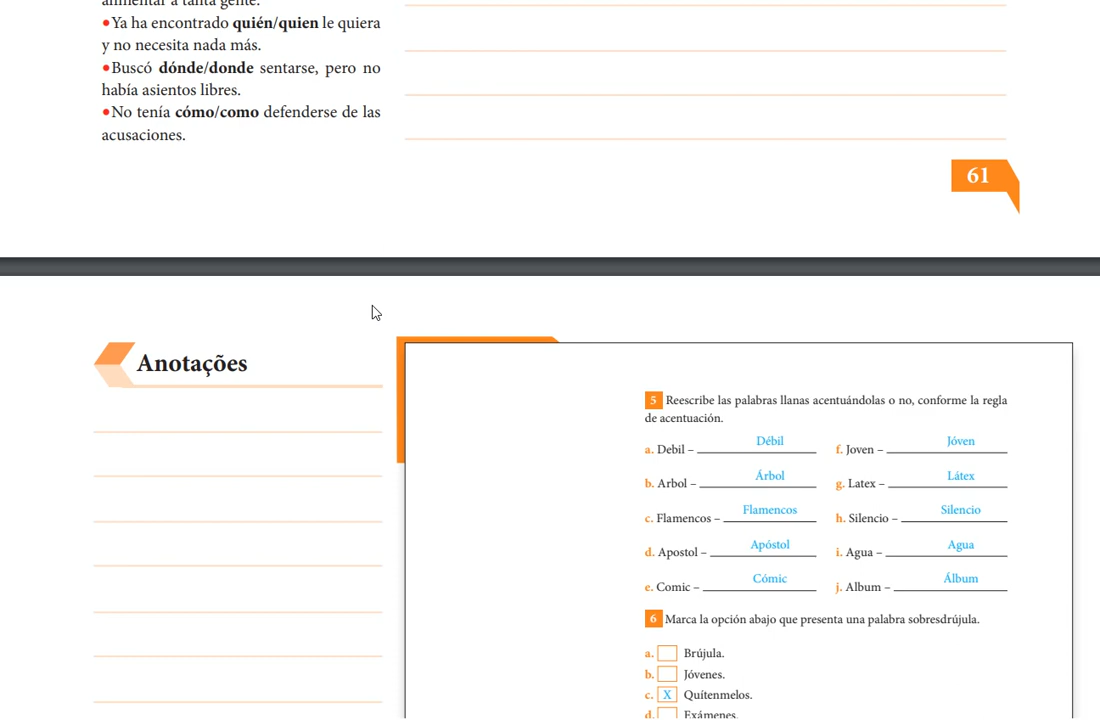 alimentar a tanta gente.
•Ya ha encontrado quién/quien le quiera
y no necesita nada más.
•Buscó dónde/donde sentarse, pero no
había asientos libres.
•No tenía cómo/como defenderse de las
acusaciones.
61
Anotações
5 Reescribe las palabras llanas acentuándolas o no, conforme la regla
de acentuación.
a. Debil – Débil
f. Joven – Jóven
b. Arbol – Árbol
g. Latex – Látex
c. Flamencos – Flamencos
h. Silencio – Silencio
d. Apostol – Apóstol
i. Agua – Agua
e. Comic – Cómic
j. Album – Álbum
6 Marca la opción abajo que presenta una palabra sobresdrújula.
a. Brújula.
b. Jóvenes.
c. X Quítenmelos.
d. Exámenes.